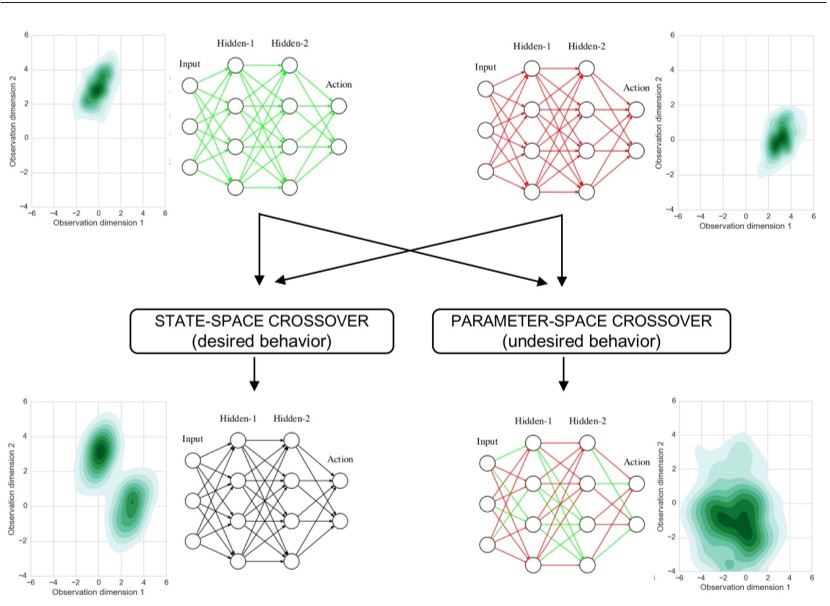 Hidden-1 Hidden-2
Input
Action
6
4
2
0
−2
−4
−6 −4 −2 0 2 4 6
Observation dimension 1
Observation dimension 2
Hidden-1 Hidden-2
Input
Action
6
4
2
0
−2
−4
−6 −4 −2 0 2 4 6
Observation dimension 1
Observation dimension 2
STATE-SPACE CROSSOVER
(desired behavior)
PARAMETER-SPACE CROSSOVER
(undesired behavior)
6
4
2
0
−2
−4
−6 −4 −2 0 2 4 6
Observation dimension 1
Observation dimension 2
Hidden-1 Hidden-2
Input
Action
Hidden-1 Hidden-2
Input
Action
6
4
2
0
−2
−4
−6 −4 −2 0 2 4 6
Observation dimension 1
Observation dimension 2